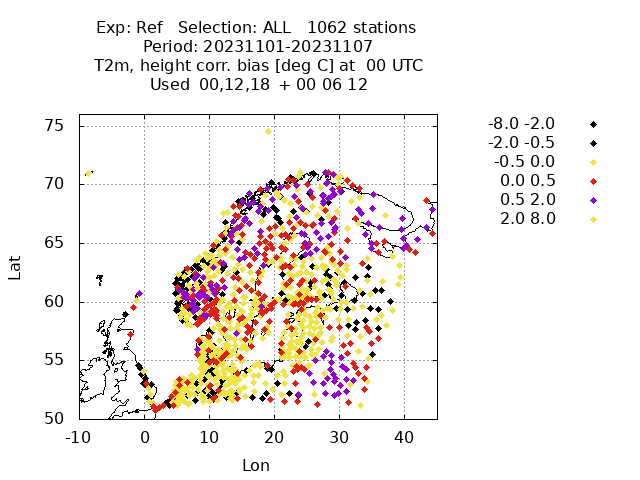 Exp: Ref   Selection: ALL   1062 stations
Period: 20231101-20231107
T2m, height corr. bias [deg C] at  00 UTC
Used  00,12,18  + 00 06 12
75
70
65
60
55
50
-10 0 10 20 30 40
Lat
Lon
-8.0 -2.0
-2.0 -0.5
-0.5 0.0
0.0 0.5
0.5 2.0
2.0 8.0